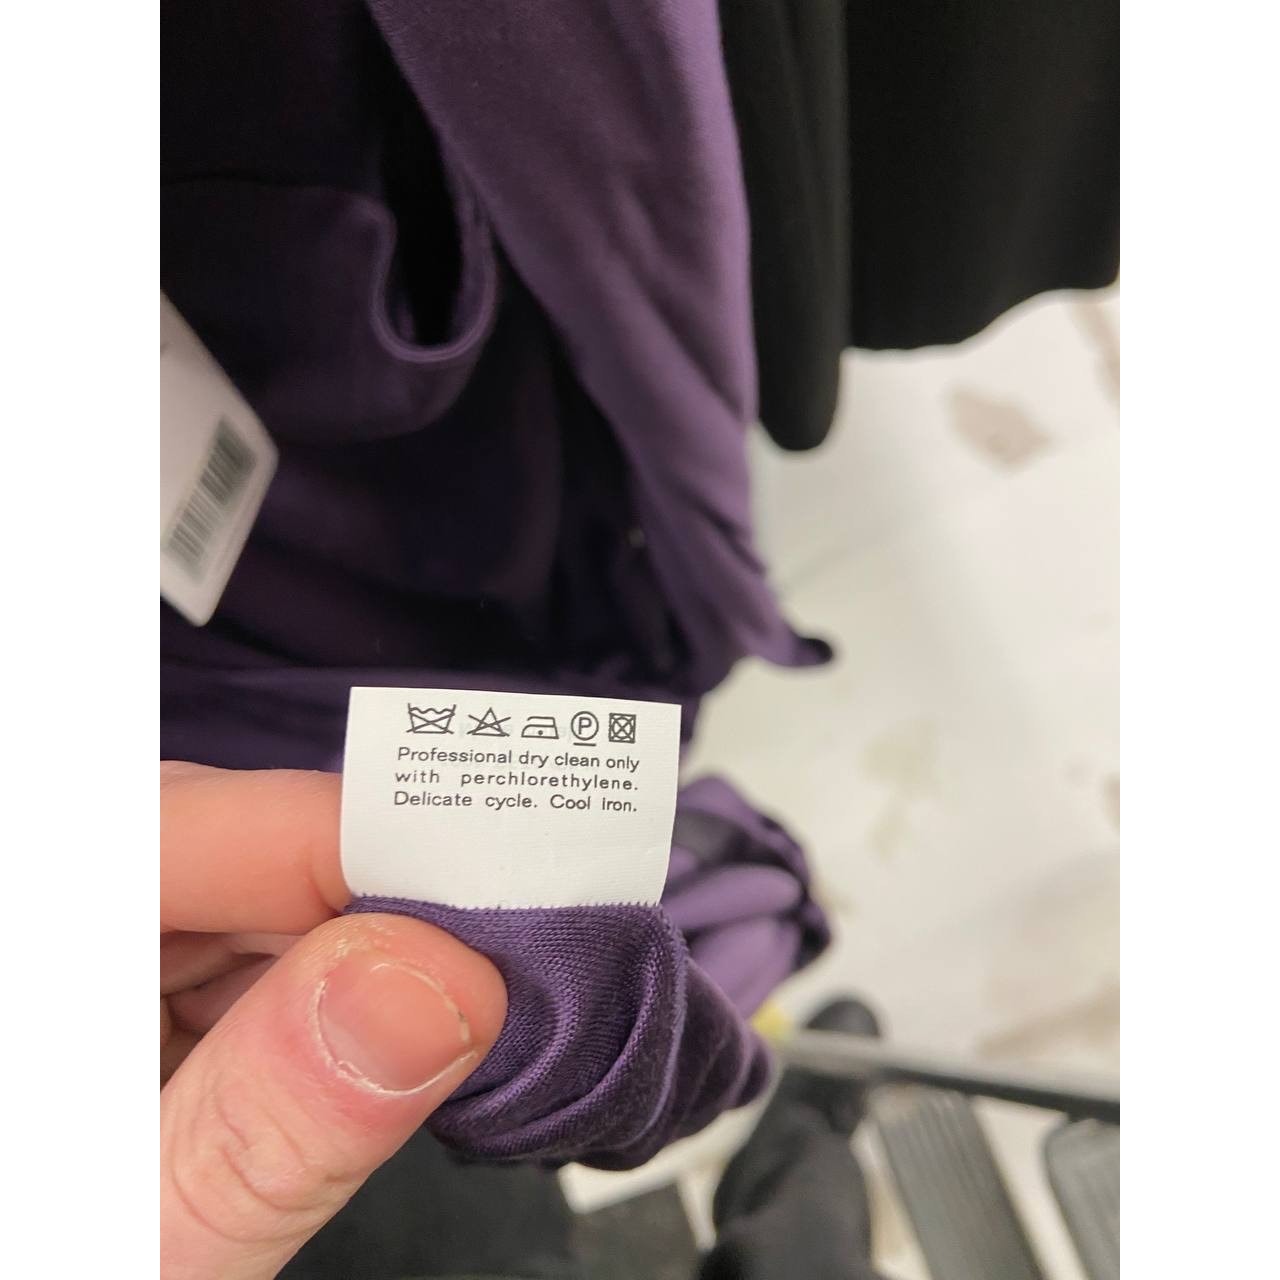 P
Professional dry clean only
with perchlorethylene.
Delicate cycle. Cool iron.